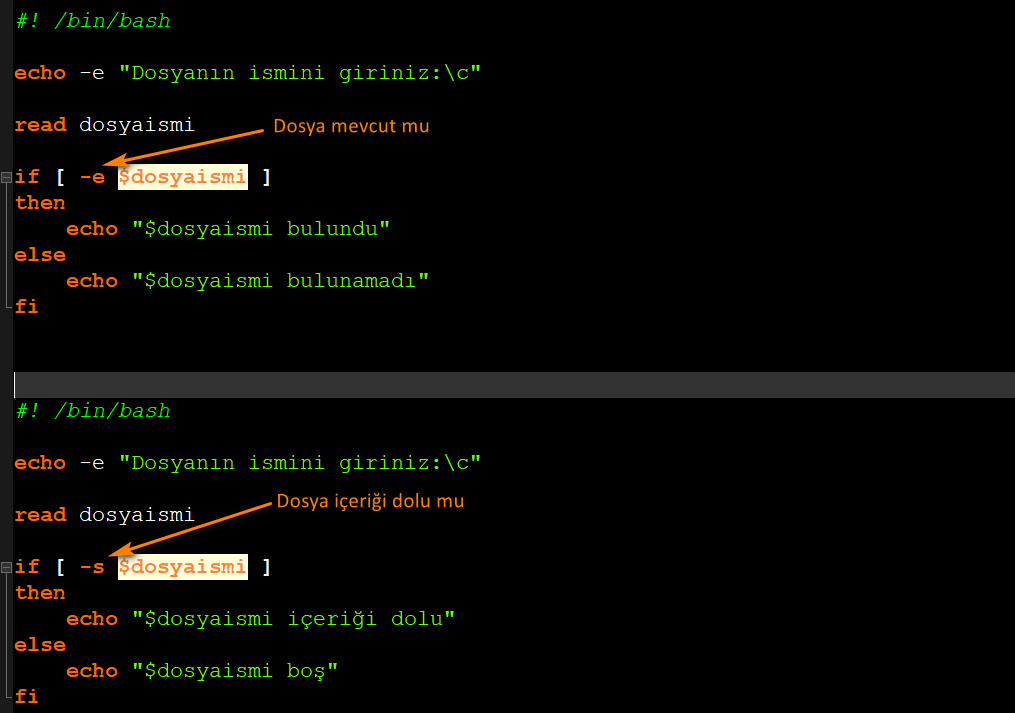 #! /bin/bash
echo -e "Dosyanın ismini giriniz:\c"
read dosyaismi
Dosya mevcut mu
if [ -e $dosyaismi ]
then
echo "$dosyaismi bulundu"
else
echo "$dosyaismi bulunamadı"
fi
#! /bin/bash
echo -e "Dosyanın ismini giriniz:\c"
Dosya içeriği dolu mu
read dosyaismi
if [ -s $dosyaismi ]
then
echo "$dosyaismi içeriği dolu"
else
echo "$dosyaismi boş"
fi